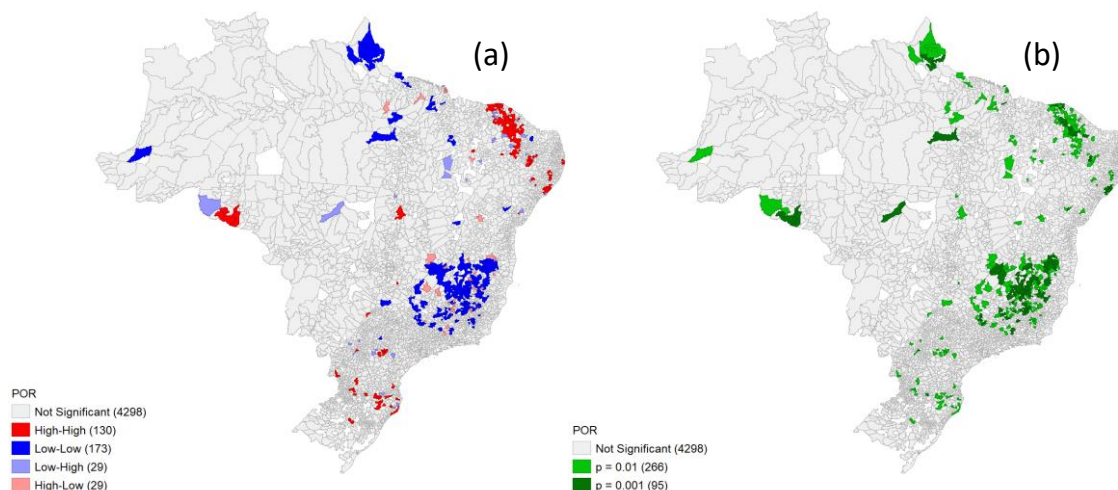 (a)
(b)
POR
Not Significant (4298)
High-High (130)
Low-Low (173)
Low-High (29)
High-Low (29)
POR
Not Significant (4298)
p = 0.01 (266)
p = 0.001 (95)